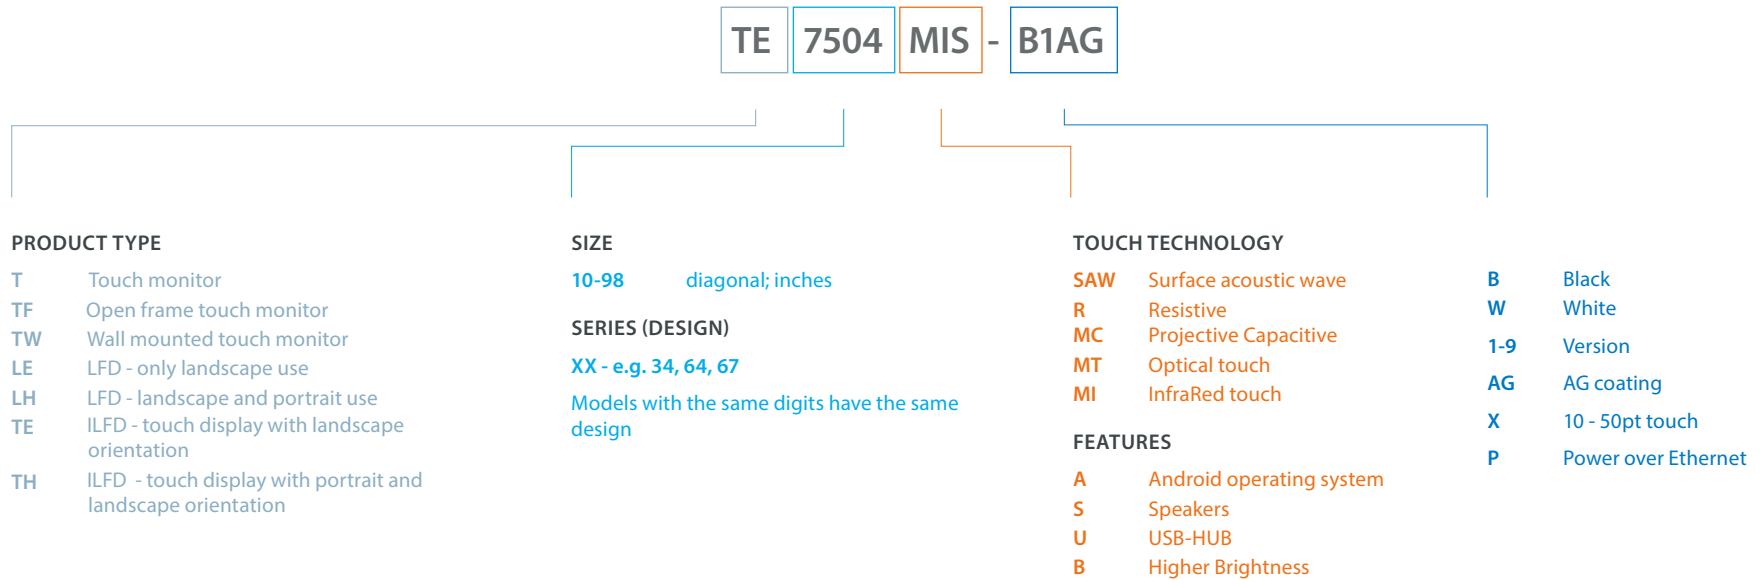 TE 7504 MIS - B1AG
PRODUCT TYPE
T Touch monitor
TF Open frame touch monitor
TW Wall mounted touch monitor
LE LFD - only landscape use
LH LFD - landscape and portrait use
TE ILFD - touch display with landscape
orientation
TH ILFD - touch display with portrait and
landscape orientation
SIZE
10-98 diagonal; inches
SERIES (DESIGN)
XX - e.g. 34, 64, 67
Models with the same digits have the same
design
TOUCH TECHNOLOGY
SAW Surface acoustic wave
R Resistive
MC Projective Capacitive
MT Optical touch
MI InfraRed touch
FEATURES
A Android operating system
S Speakers
U USB-HUB
B Higher Brightness
B Black
W White
1-9 Version
AG AG coating
X 10 - 50pt touch
P Power over Ethernet